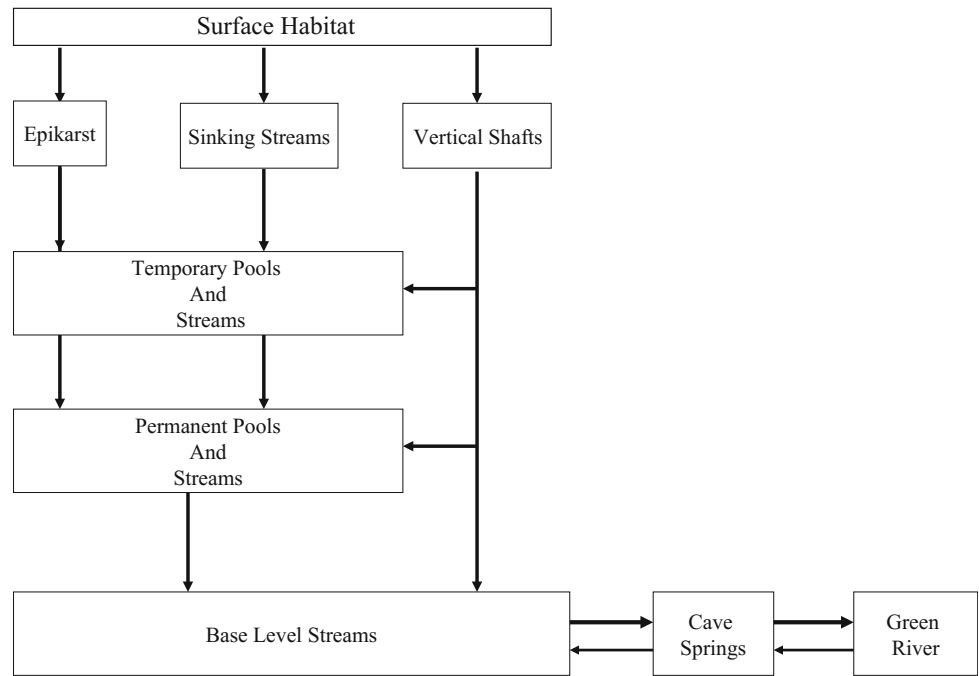 Surface Habitat
Epikarst
Sinking Streams
Vertical Shafts
Temporary Pools
And
Streams
Permanent Pools
And
Streams
Base Level Streams
Cave
Springs
Green
River